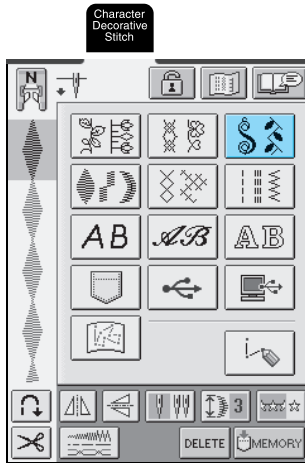 Character
Decorative
Stitch
N
S
AB
AB
AB
3
DELETE
MEMORY